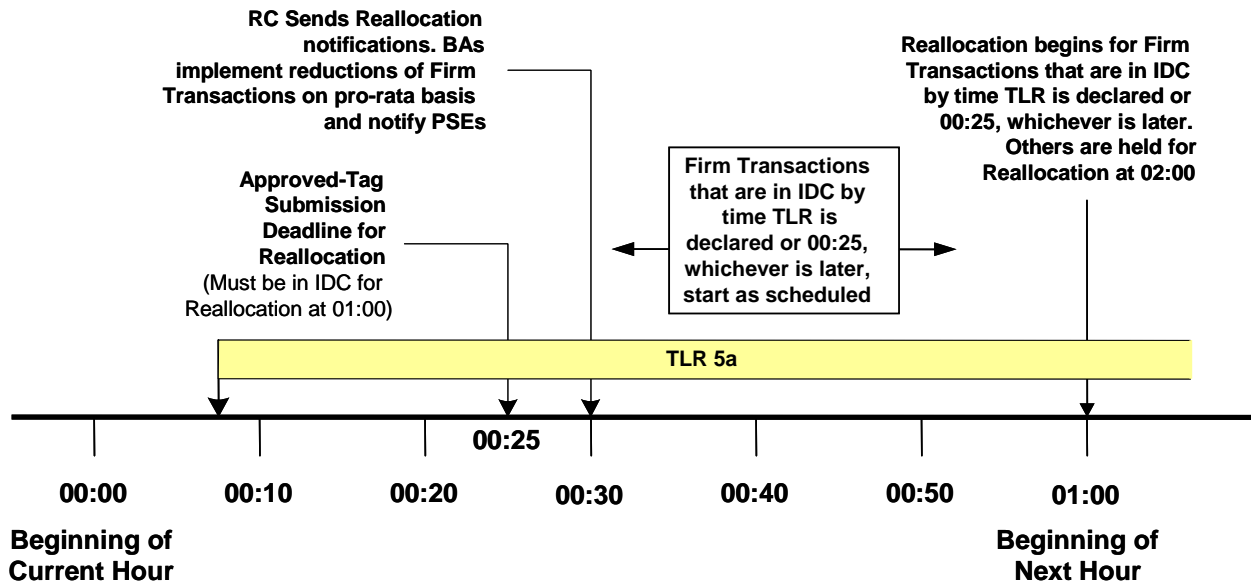 RC Sends Reallocation
notifications. BAs
implement reductions of Firm
Transactions on pro-rata basis
and notify PSEs
Reallocation begins for Firm
Transactions that are in IDC
by time TLR is declared or
00:25, whichever is later.
Others are held for
Reallocation at 02:00
Approved-Tag
Submission
Deadline for
Reallocation
(Must be in IDC for
Reallocation at 01:00)
Firm Transactions
that are in IDC by
time TLR is
declared or 00:25,
whichever is later,
start as scheduled
TLR 5a
00:25
00:00
00:10
00:20
00:30
00:40
00:50
01:00
Beginning of
Current Hour
Beginning of
Next Hour